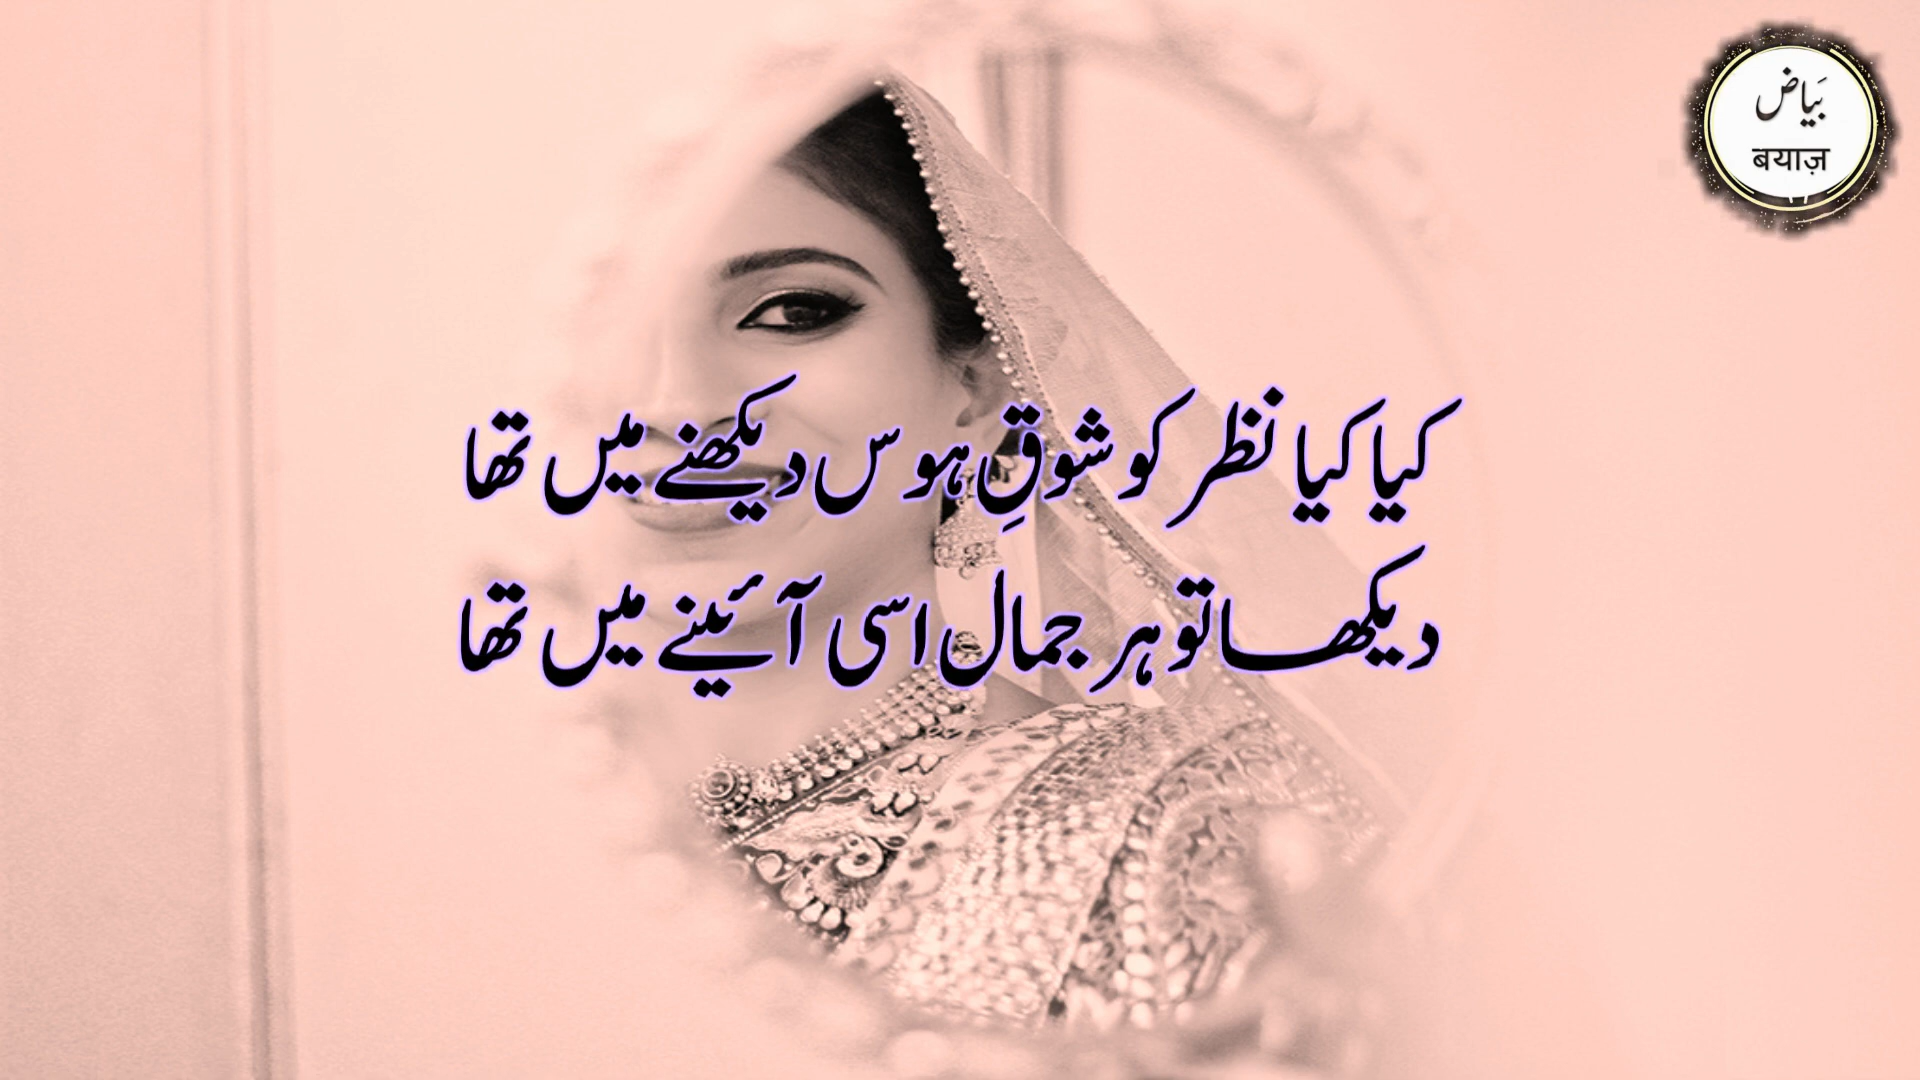 بَیاض
बयाज़
کیا کیا نظر کو شوقِ ہوس دیکھنے میں تھا
دیکھا تو ہر جمال اسی آئینے میں تھا